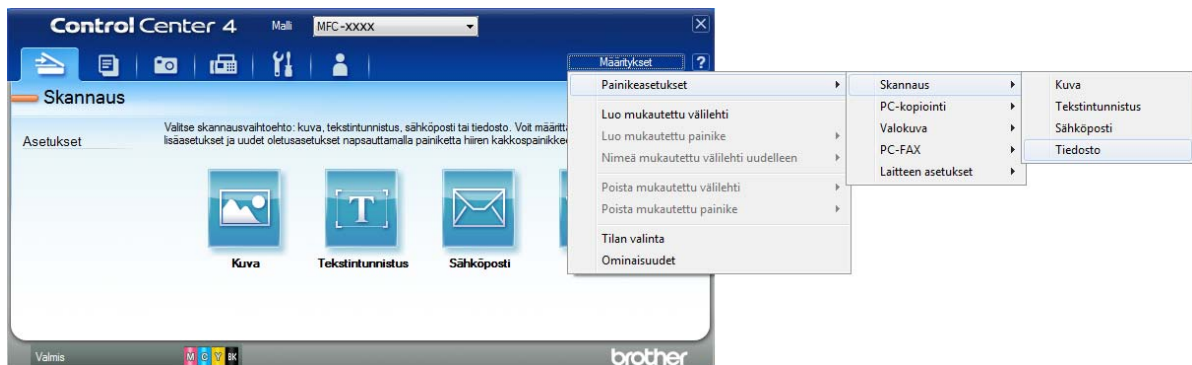 Control Center 4
Malli
MFC-XXXX
Määritykset
?
Skannaus
Asetukset
Valitse skannausvaihtoehto: kuva, tekstintunnistus, sähköposti tai tiedosto. Voit
lisäasetukset ja uudet oletusasetukset napsauttamalla painiketta hiiren
T
Kuva
Tekstintunnistus
Sähköposti
Painikeasetukset
Luo mukautettu välilehti
Luo mukautettu painike
Nimeä mukautettu välilehti uudelleen
Poista mukautettu välilehti
Poista mukautettu painike
Tilan valinta
Ominaisuudet
Skannaus
PC-kopiointi
Valokuva
PC-FAX
Laitteen asetukset
Kuva
Tekstintunnistus
Sähköposti
Tiedosto
Valmis
M C Y BK
brother